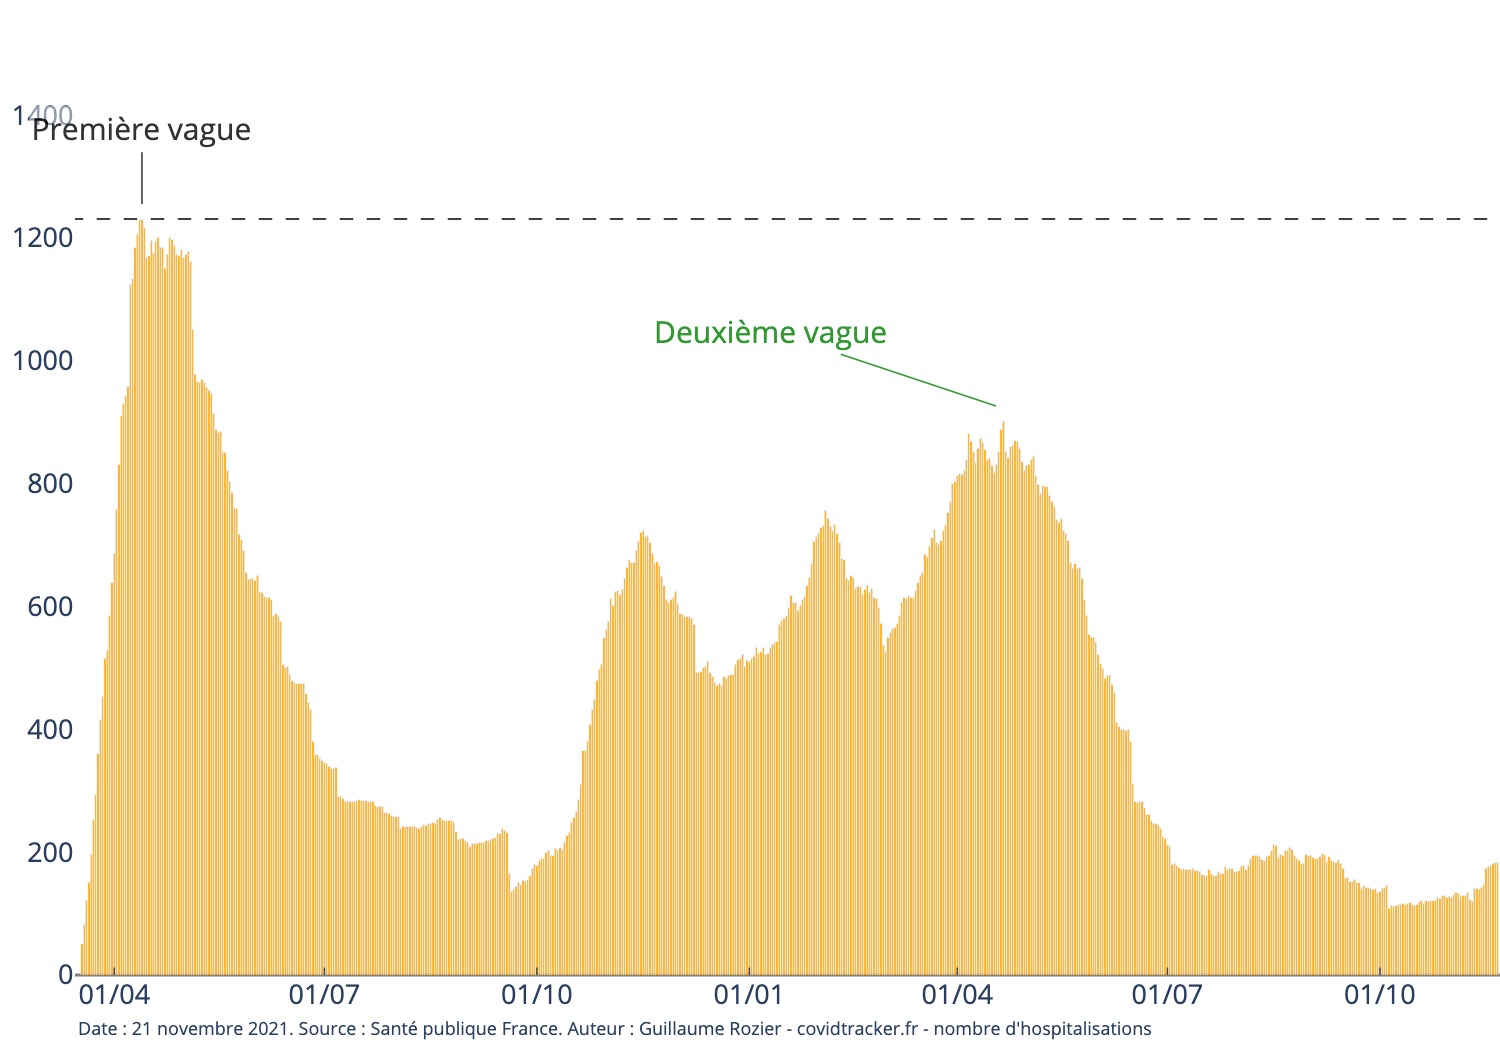 1400
Première vague
1200
Deuxième vague
1000
800
600
400
200
0
01/04 01/07 01/10 01/01 01/04 01/07 01/10
Date : 21 novembre 2021. Source : Santé publique France. Auteur : Guillaume Rozier - covidtracker.fr - nombre d'hospitalisations